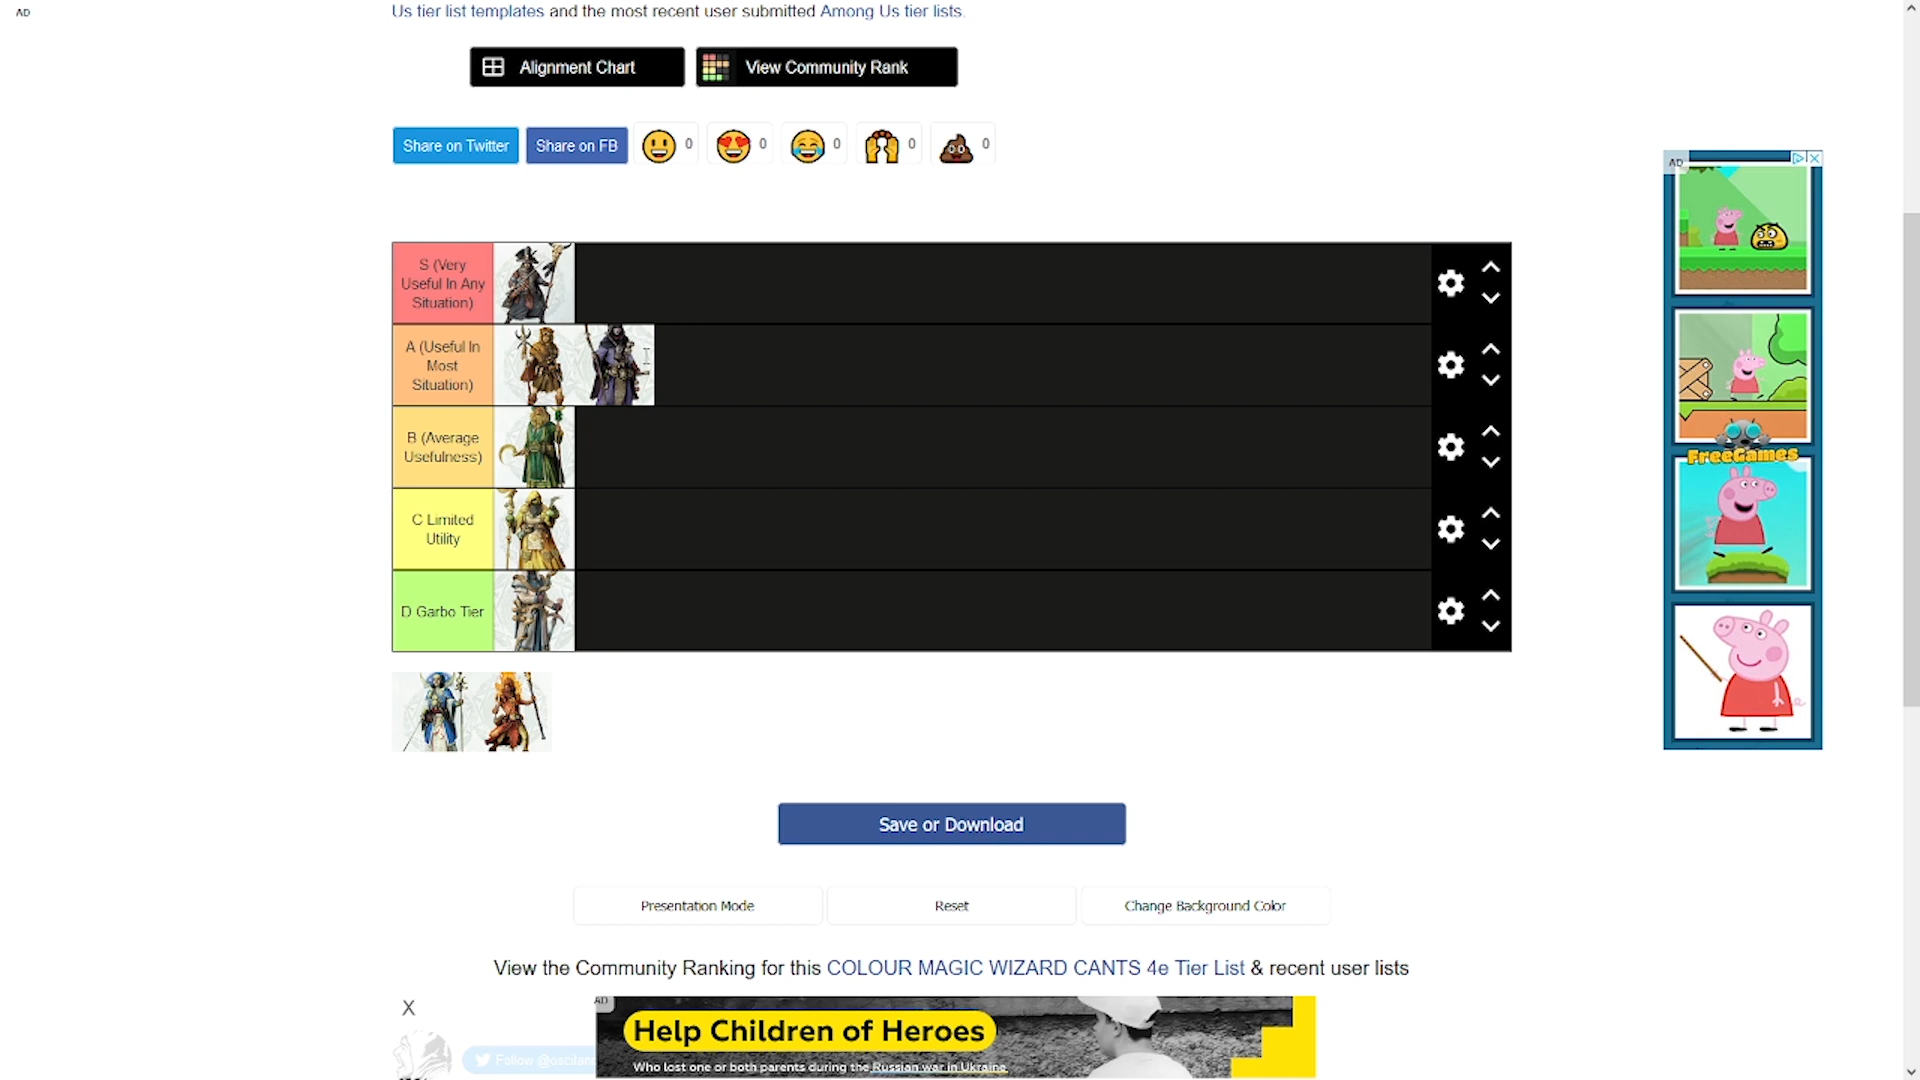 AD
Us tier list templates and the most recent user submitted Among Us tier lists.
Alignment Chart
View Community Rank
Share on Twitter
Share on FB
0
0
0
0
0
AD
S (Very
Useful In Any
Situation)
A (Useful In
Most
Situation)
B (Average
Usefulness)
FreeGames
C Limited
Utility
D Garbo Tier
Save or Download
Presentation Mode
Reset
Change Background Color
View the Community Ranking for this COLOUR MAGIC WIZARD CANTS 4e Tier List & recent user lists
X
AD
Help Children of Heroes
Follow
Who lost one or both parents during the Russian war in Ukraine